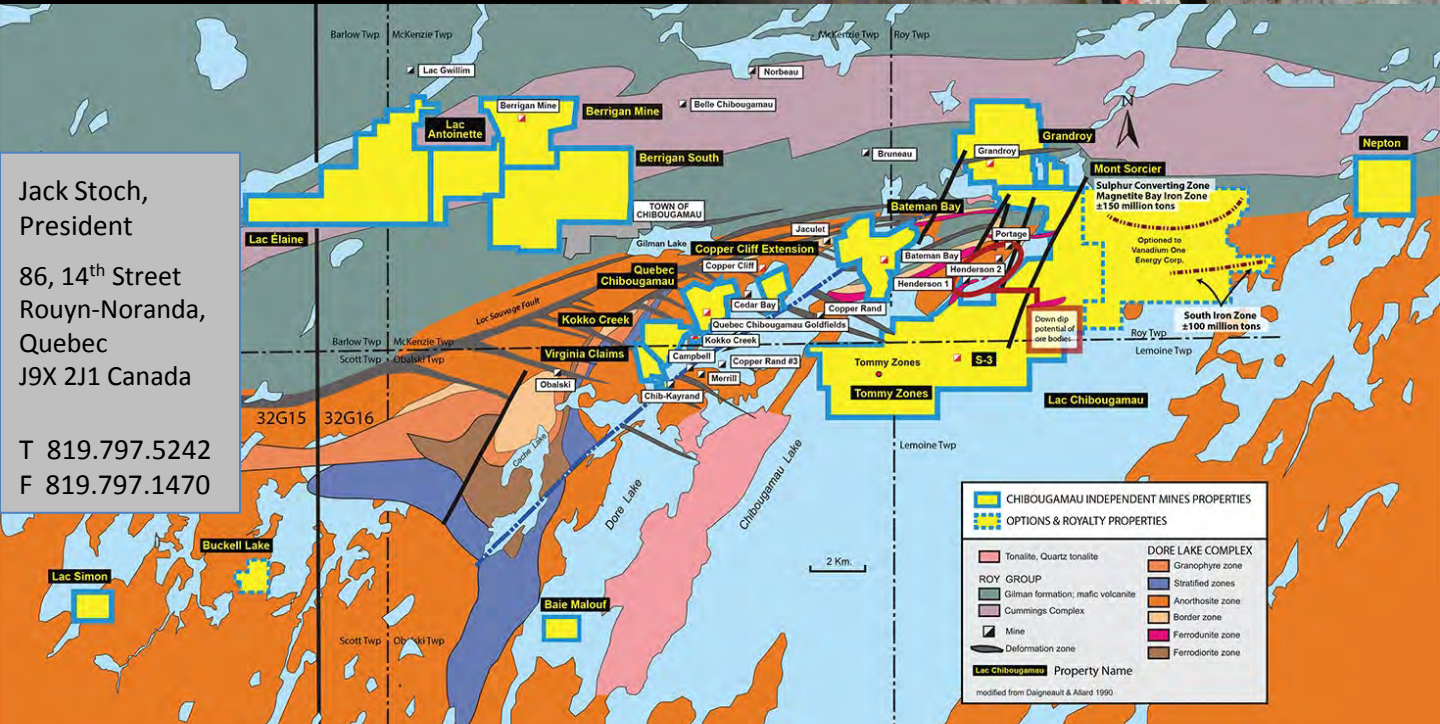 Jack Stoch,
President
86, 14th Street
Rouyn-Noranda,
Quebec
J9X 2J1 Canada
T 819.797.5242
F 819.797.1470
Barlow Twp
McKenzie Twp
McKenzie Twp
Roy Twp
Lac Gwillim
Norbeau
Berrigan Mine
Berrigan Mine
Belle Chibougamau
Lac
Antoinette
Berrigan South
Bruneau
Grandroy
Grandroy
N
Nepton
Mont Sorcier
Sulphur Converting Zone
Magnetite Bay Iron Zone
±150 million tons
Optioned to
Vanadium One
Energy Corp.
South Iron Zone
±100 million tons
TOWN OF
CHIBOUGAMAU
Lac Élaine
Gilman Lake
Jaculet
Bateman Bay
Portage
Copper Cliff Extension
Copper Cliff
Bateman Bay
Henderson 2
Henderson 1
Quebec
Chibougamau
Cedar Bay
Copper Rand
Lac Sauvage Fault
Kokko Creek
Quebec Chibougamau Goldfields
Down dip
potential of
ore bodies
Barlow Twp
McKenzie Twp
Kokko Creek
Roy Twp
Lemoine Twp
Scott Twp
Obalski Twp
Virginia Claims
Campbell
Copper Rand #3
Merrill
Obalski
Chib-Kayrand
Tommy Zones
S-3
Tommy Zones
Lac Chibougamau
32G15
32G16
Cache Lake
Dore Lake
Chibougamau Lake
Lemoine Twp
2 Km.
Buckell Lake
Lac Simon
Baie Malouf
Scott Twp
Obalski Twp
CHIBOUGAMAU INDEPENDENT MINES PROPERTIES
OPTIONS & ROYALTY PROPERTIES
Tonalite, Quartz tonalite
ROY GROUP
Gilman formation; mafic volcanite
Cummings Complex
Mine
Deformation zone
Lac Chibougamau
Property Name
modified from Daigneault & Allard 1990
DORE LAKE COMPLEX
Granophyre zone
Stratified zones
Anorthosite zone
Border zone
Ferrodunite zone
Ferrodiorite zone